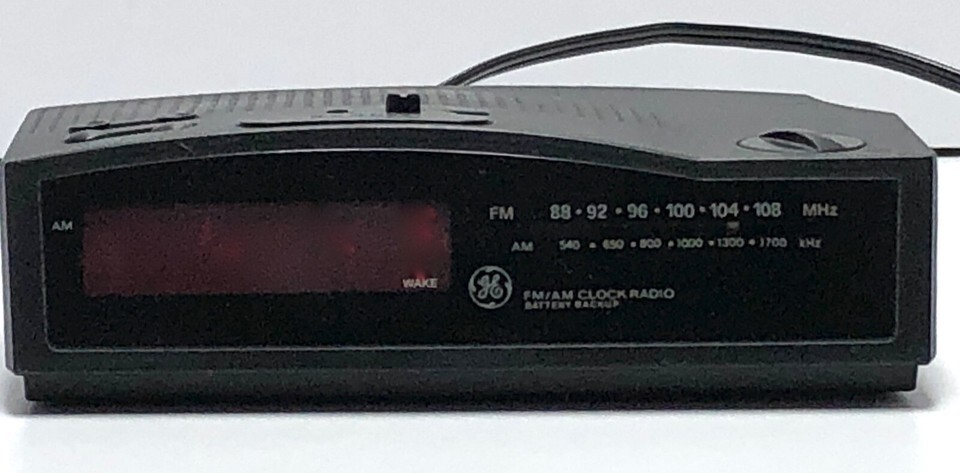 AM
WAKE
FM 88 • 92 • 96 • 100 • 104 • 108 MHz
AM 540 • 650 • 800 • 1000 • 1300 • 1700 kHz
GE
FM/AM CLOCK RADIO
BATTERY BACKUP